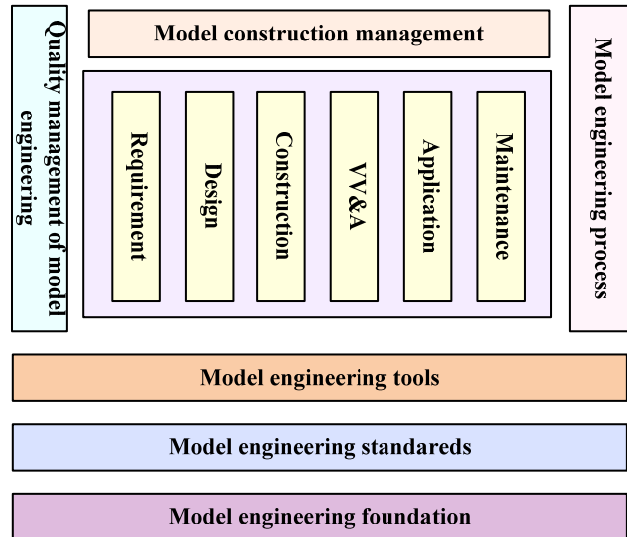 Quality management of model
engineering
Model construction management
Requirement
Design
Construction
VV&A
Application
Maintenance
Model engineering process
Model engineering tools
Model engineering standareds
Model engineering foundation